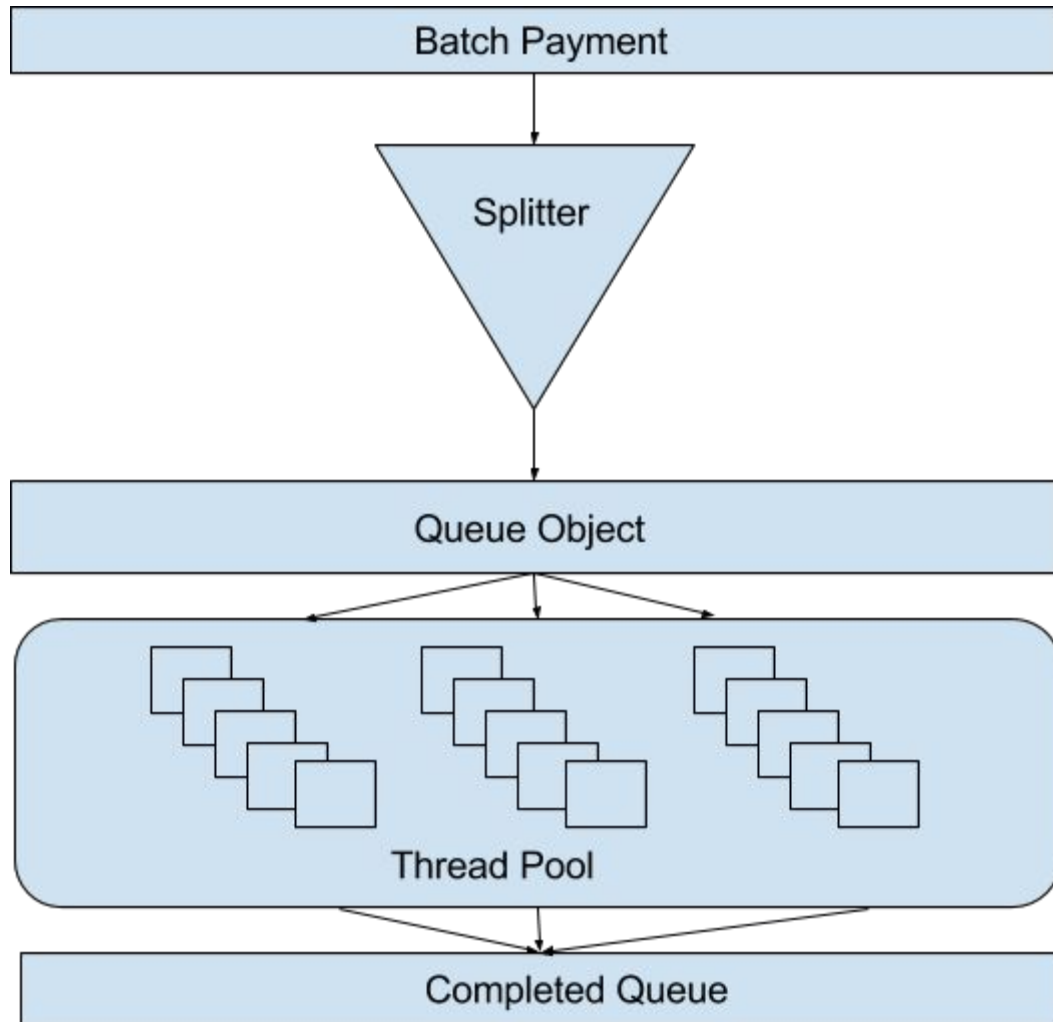 Batch Payment
Splitter
Queue Object
Thread Pool
Completed Queue